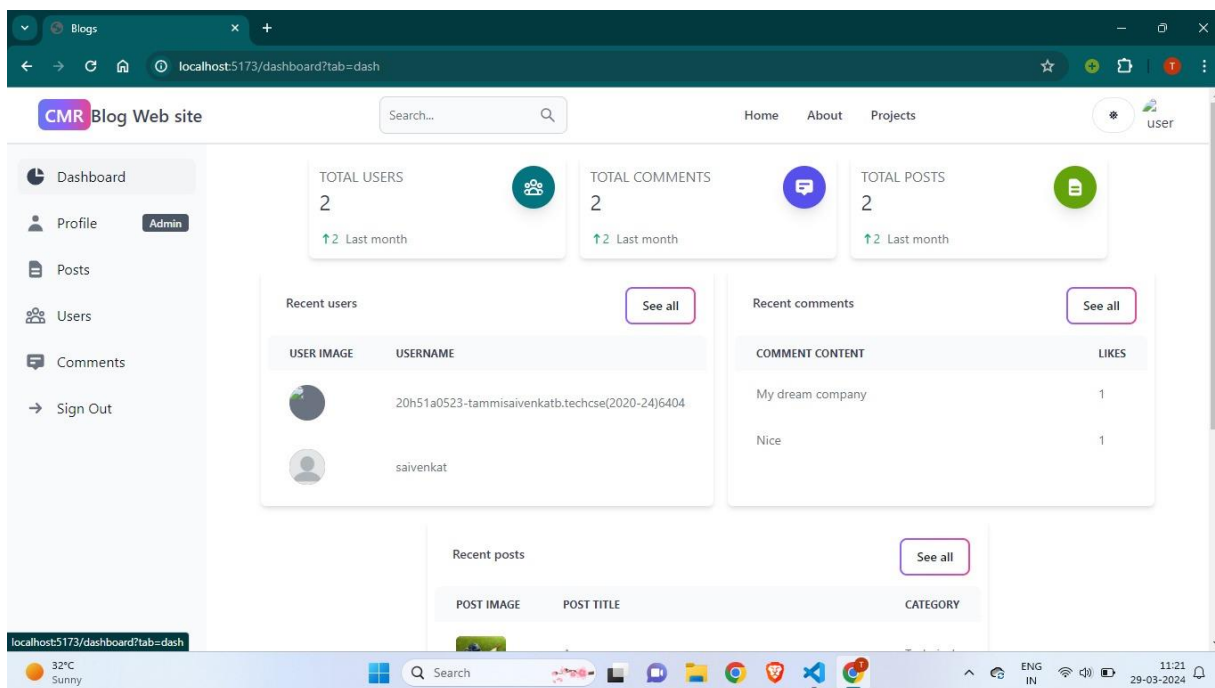 Blogs
localhost:5173/dashboard?tab=dash
CMR Blog Web site
Search...
Home About Projects
user
Dashboard
Profile Admin
Posts
Users
Comments
Sign Out
TOTAL USERS
2
2 Last month
TOTAL COMMENTS
2
2 Last month
TOTAL POSTS
2
2 Last month
Recent users See all
USER IMAGE USERNAME
20h51a0523-tammisaivenkatb.techcse(2020-24)6404
saivenkat
Recent comments See all
COMMENT CONTENT LIKES
My dream company 1
Nice 1
Recent posts See all
POST IMAGE POST TITLE CATEGORY
localhost:5173/dashboard?tab=dash
32°C
Sunny
Search
ENG
IN
11:21
29-03-2024
T